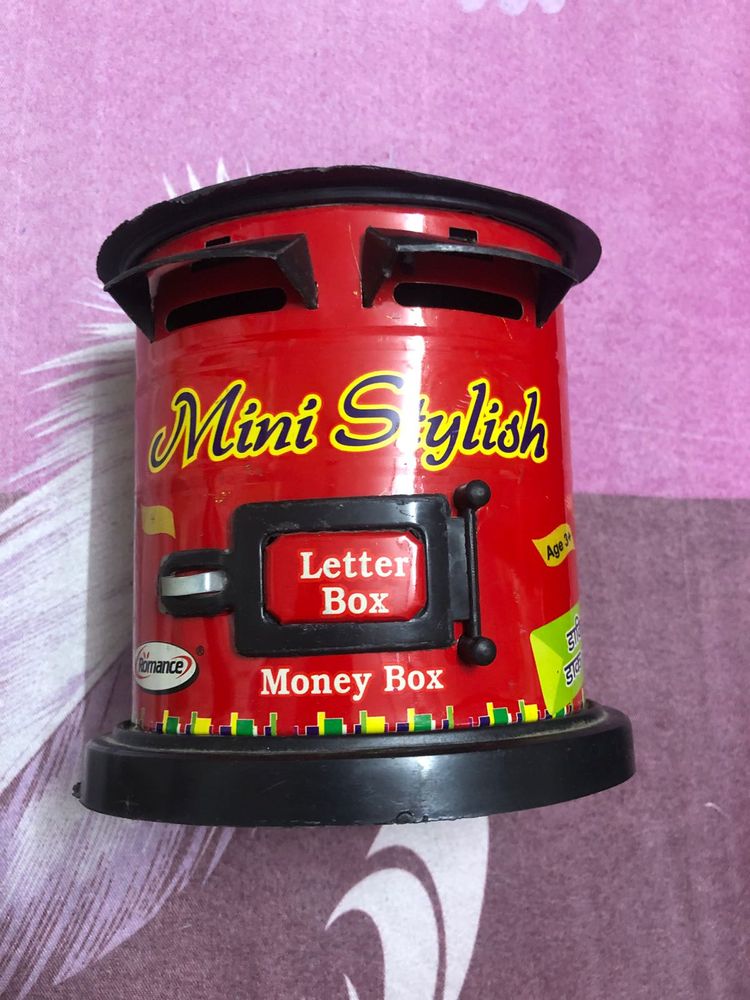 Mini Stylish
Age 3+
Letter
Box
Romance
®
Money Box